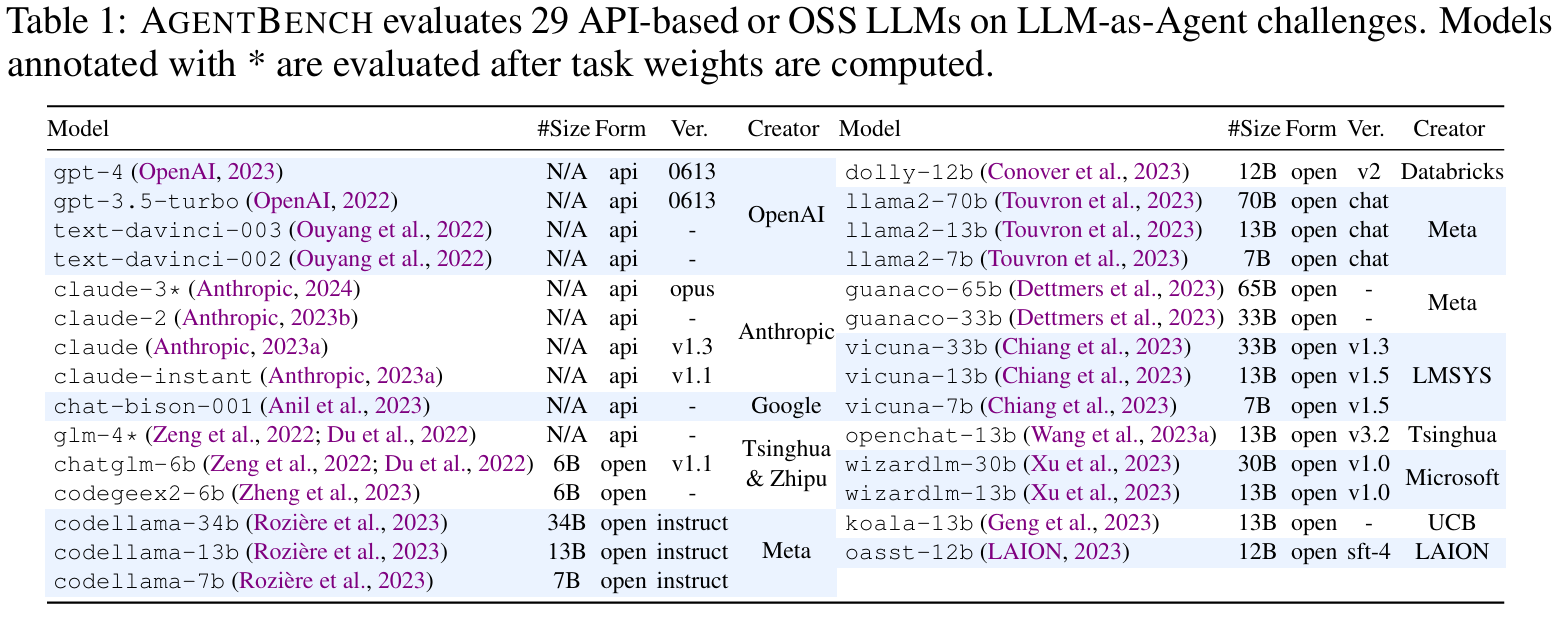 Table 1: AGENTBENCH evaluates 29 API-based or OSS LLMs on LLM-as-Agent challenges. Models
annotated with * are evaluated after task weights are computed.
Model #Size Form Ver. Creator Model #Size Form Ver. Creator
gpt-4 (OpenAI, 2023) N/A api 0613 dolly-12b (Conover et al., 2023) 12B open v2 Databricks
gpt-3.5-turbo (OpenAI, 2022) N/A api 0613 llama2-70b (Touvron et al., 2023) 70B open chat
OpenAI
text-davinci-003 (Ouyang et al., 2022) N/A api - llama2-13b (Touvron et al., 2023) 13B open chat Meta
text-davinci-002 (Ouyang et al., 2022) N/A api - llama2-7b (Touvron et al., 2023) 7B open chat
claude-3* (Anthropic, 2024) N/A api opus guanaco-65b (Dettmers et al., 2023) 65B open -
Meta
claude-2 (Anthropic, 2023b) N/A api - guanaco-33b (Dettmers et al., 2023) 33B open -
Anthropic
claude (Anthropic, 2023a) N/A api v1.3 vicuna-33b (Chiang et al., 2023) 33B open v1.3
claude-instant (Anthropic, 2023a) N/A api v1.1 vicuna-13b (Chiang et al., 2023) 13B open v1.5 LMSYS
chat-bison-001 (Anil et al., 2023) N/A api - Google vicuna-7b (Chiang et al., 2023) 7B open v1.5
glm-4* (Zeng et al., 2022; Du et al., 2022) N/A api - openchat-13b (Wang et al., 2023a) 13B open v3.2 Tsinghua
Tsinghua
chatglm-6b (Zeng et al., 2022; Du et al., 2022) 6B open v1.1 wizardlm-30b (Xu et al., 2023) 30B open v1.0
& Zhipu Microsoft
codegeex2-6b (Zheng et al., 2023) 6B open - wizardlm-13b (Xu et al., 2023) 13B open v1.0
codellama-34b (Rozière et al., 2023) 34B open instruct koala-13b (Geng et al., 2023) 13B open - UCB
codellama-13b (Rozière et al., 2023) 13B open instruct Meta oasst-12b (LAION, 2023) 12B open sft-4 LAION
codellama-7b (Rozière et al., 2023) 7B open instruct